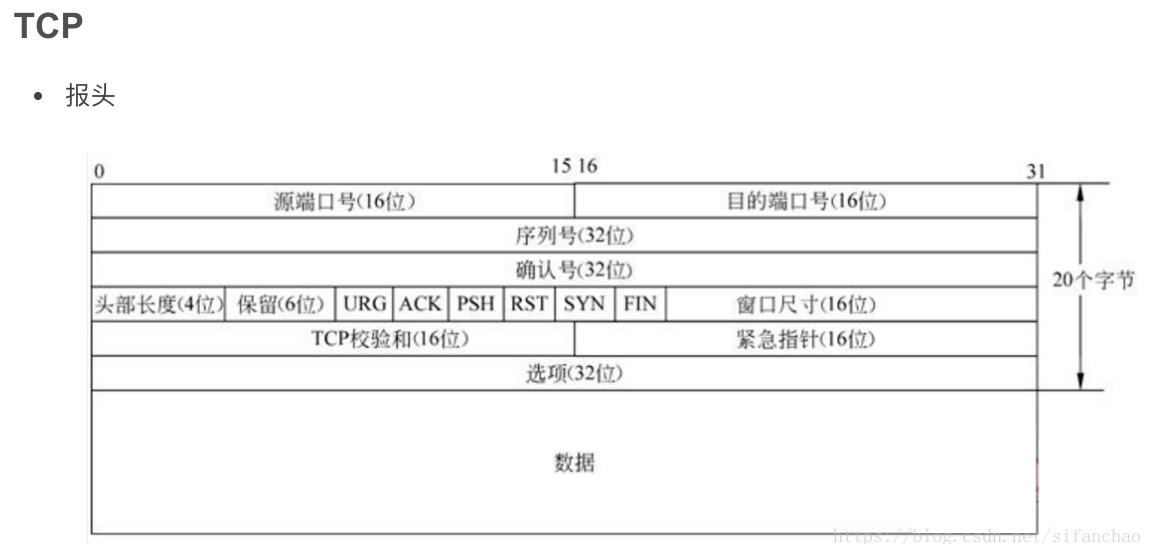 TCP
• 报头
0 15 16 31
源端口号(16位) 目的端口号(16位)
序列号(32位)
确认号(32位)
20个字节
头部长度(4位) 保留(6位) URG ACK PSH RST SYN FIN 窗口尺寸(16位)
TCP校验和(16位) 紧急指针(16位)
选项(32位)
数据
https://blog.csdn.net/sifanchao